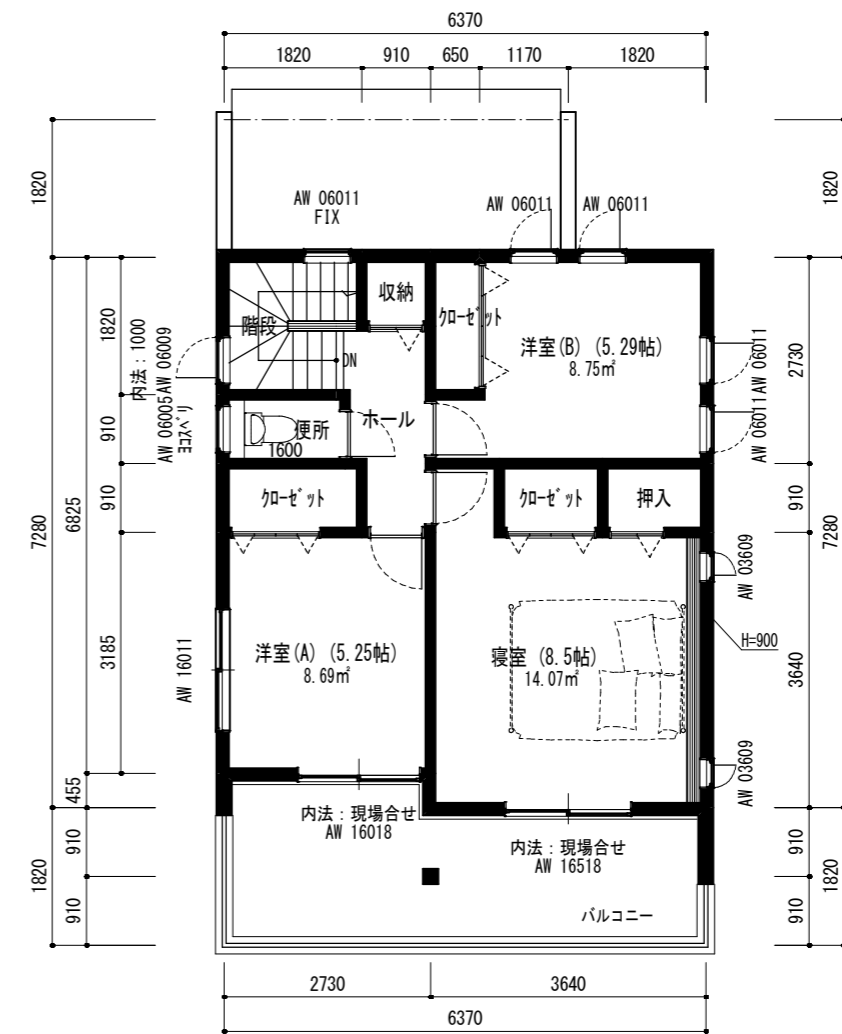 6370
1820
910
650
1170
1820
1820
1820
AW 06011
FIX
AW 06011
AW 06011
収納
クローゼット
階段
DN
洋室(B) (5.29帖)
8.75㎡
1820
内法：1000
AW 06009
AW 06011
2730
910
AW 06005
ヨコスベリ
便所
1600
ホール
AW 06011
7280
6825
910
クローゼット
クローゼット
押入
910
7280
AW 03609
H=900
3185
AW 16011
洋室(A) (5.25帖)
8.69㎡
寝室 (8.5帖)
14.07㎡
3640
AW 03609
455
内法：現場合せ
AW 16018
内法：現場合せ
AW 16518
1820
910
910
910
910
1820
バルコニー
2730
3640
6370